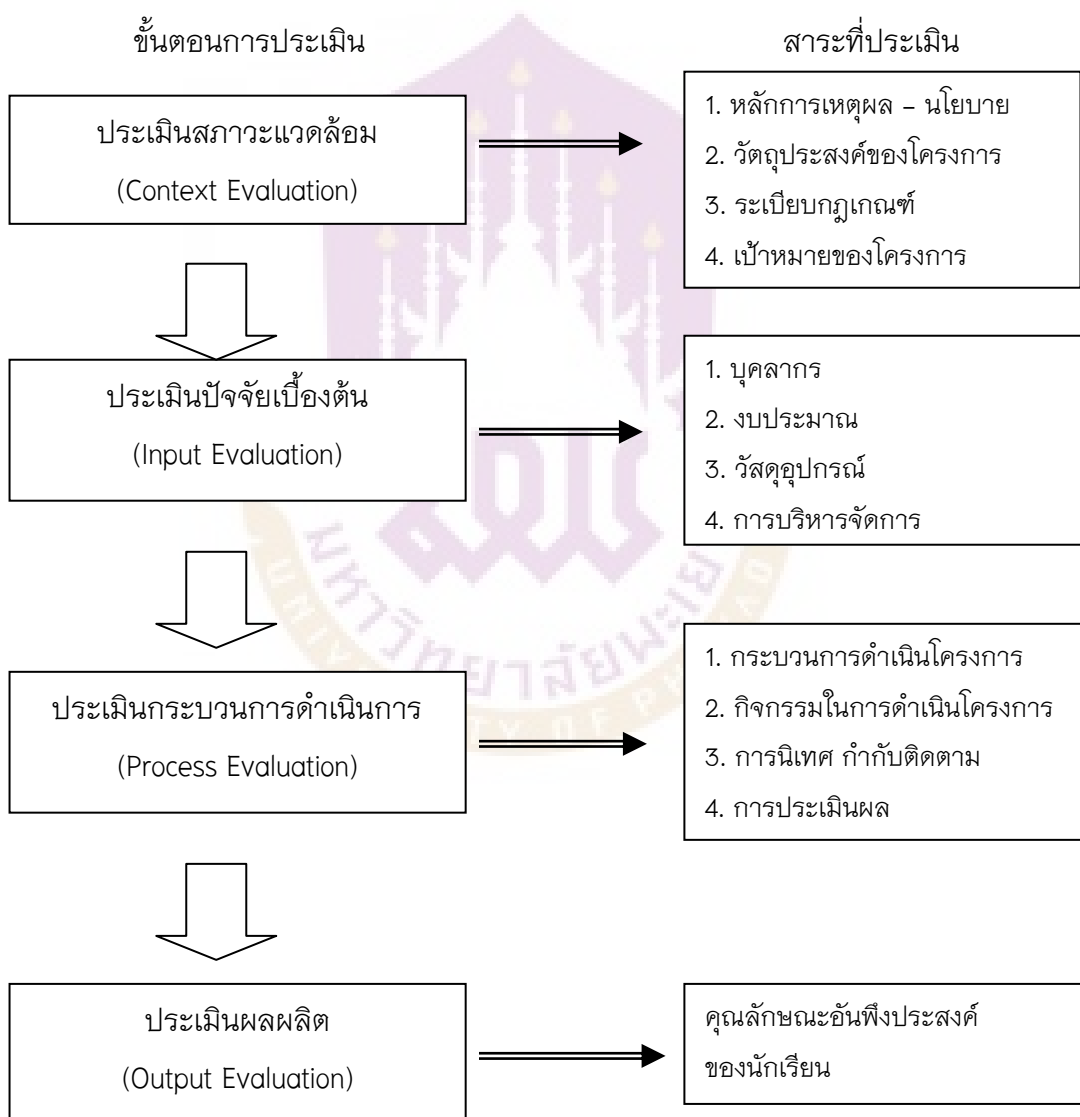 ขั้นตอนการประเมิน
สาระที่ประเมิน
ประเมินสภาวะแวดล้อม
(Context Evaluation)
1. หลักการเหตุผล – นโยบาย
2. วัตถุประสงค์ของโครงการ
3. ระเบียบกฎเกณฑ์
4. เป้าหมายของโครงการ
ประเมินปัจจัยเบื้องต้น
(Input Evaluation)
1. บุคลากร
2. งบประมาณ
3. วัสดุอุปกรณ์
4. การบริหารจัดการ
มหาวิทยาลัยพะเยา
ประเมินกระบวนการดำเนินการ
(Process Evaluation)
1. กระบวนการดำเนินโครงการ
2. กิจกรรมในการดำเนินโครงการ
3. การนิเทศ กำกับติดตาม
4. การประเมินผล
ประเมินผลผลิต
(Output Evaluation)
คุณลักษณะอันพึงประสงค์
ของนักเรียน